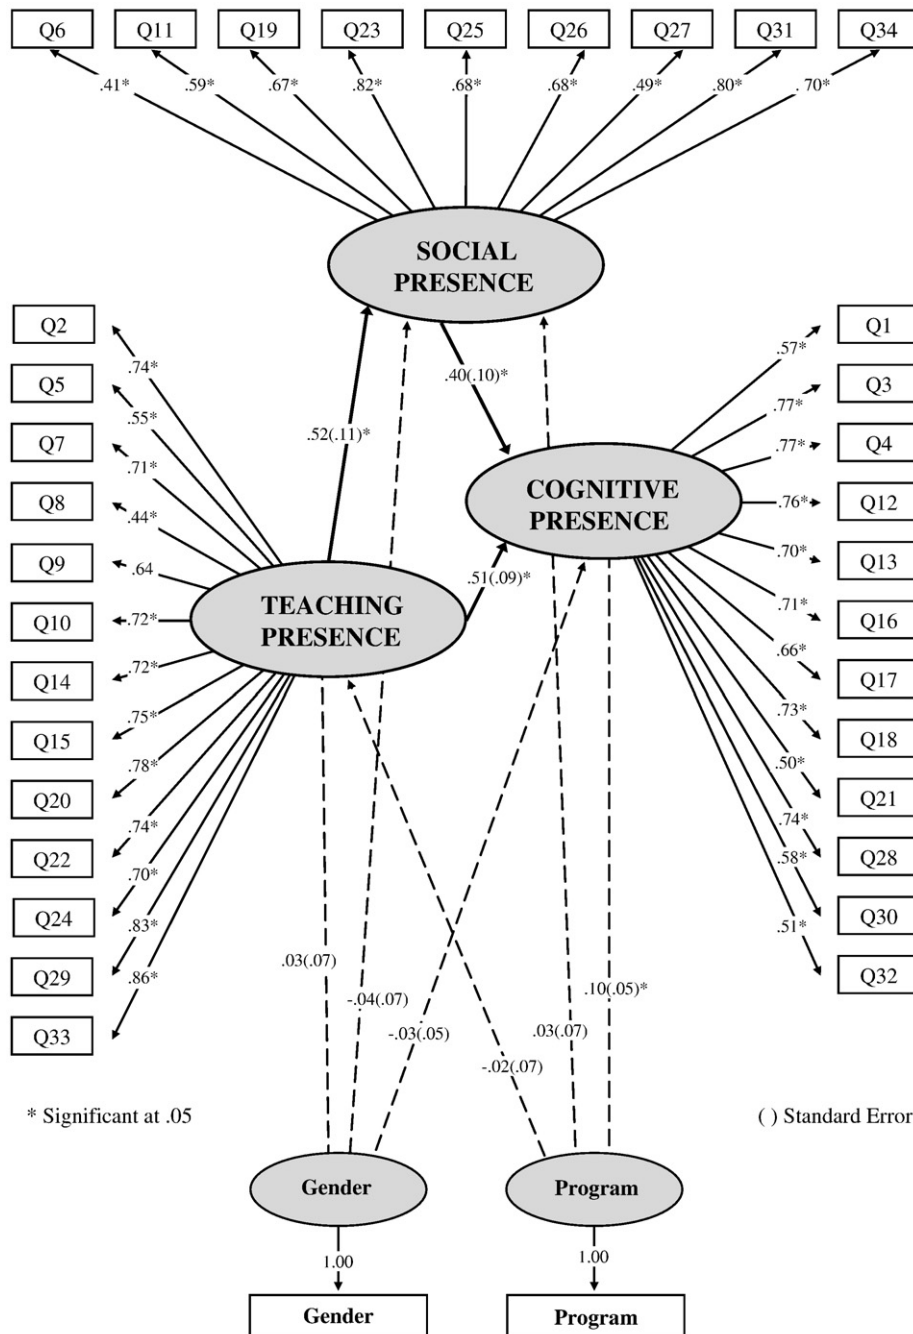 Q6 Q11 Q19 Q23 Q25 Q26 Q27 Q31 Q34
.41* .59* .67* .82* .68* .68* .49* .80* .70*
SOCIAL
PRESENCE
Q2
Q5
Q7
Q8
Q9
Q10
Q14
Q15
Q20
Q22
Q24
Q29
Q33
.74*
.55*
.71*
.44*
.64
.72*
.72*
.75*
.78*
.74*
.70*
.83*
.86*
TEACHING
PRESENCE
.52(.11)*
.40(.10)*
.51(.09)*
COGNITIVE
PRESENCE
.57*
.77*
.77*
.76*
.70*
.71*
.66*
.73*
.50*
.74*
.58*
.51*
Q1
Q3
Q4
Q12
Q13
Q16
Q17
Q18
Q21
Q28
Q30
Q32
.03(.07)
-.04(.07)
-.03(.05)
-.02(.07)
.03(.07)
.10(.05)*
* Significant at .05
( ) Standard Error
Gender
Program
1.00
1.00
Gender
Program